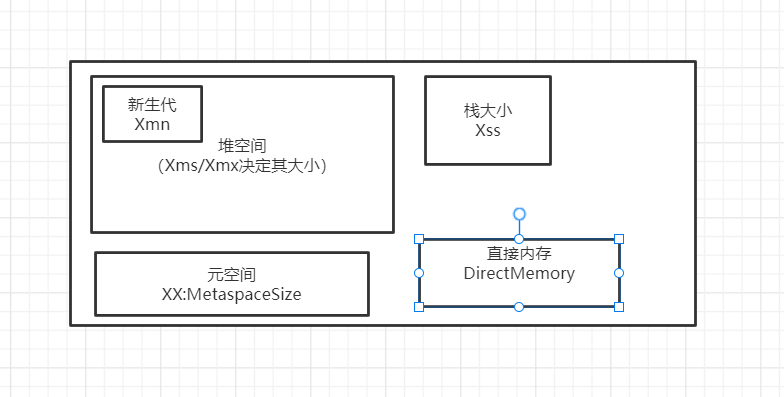 新生代
Xmn
堆空间
（Xms/Xmx决定其大小）
栈大小
Xss
元空间
XX:MetaspaceSize
直接内存
DirectMemory